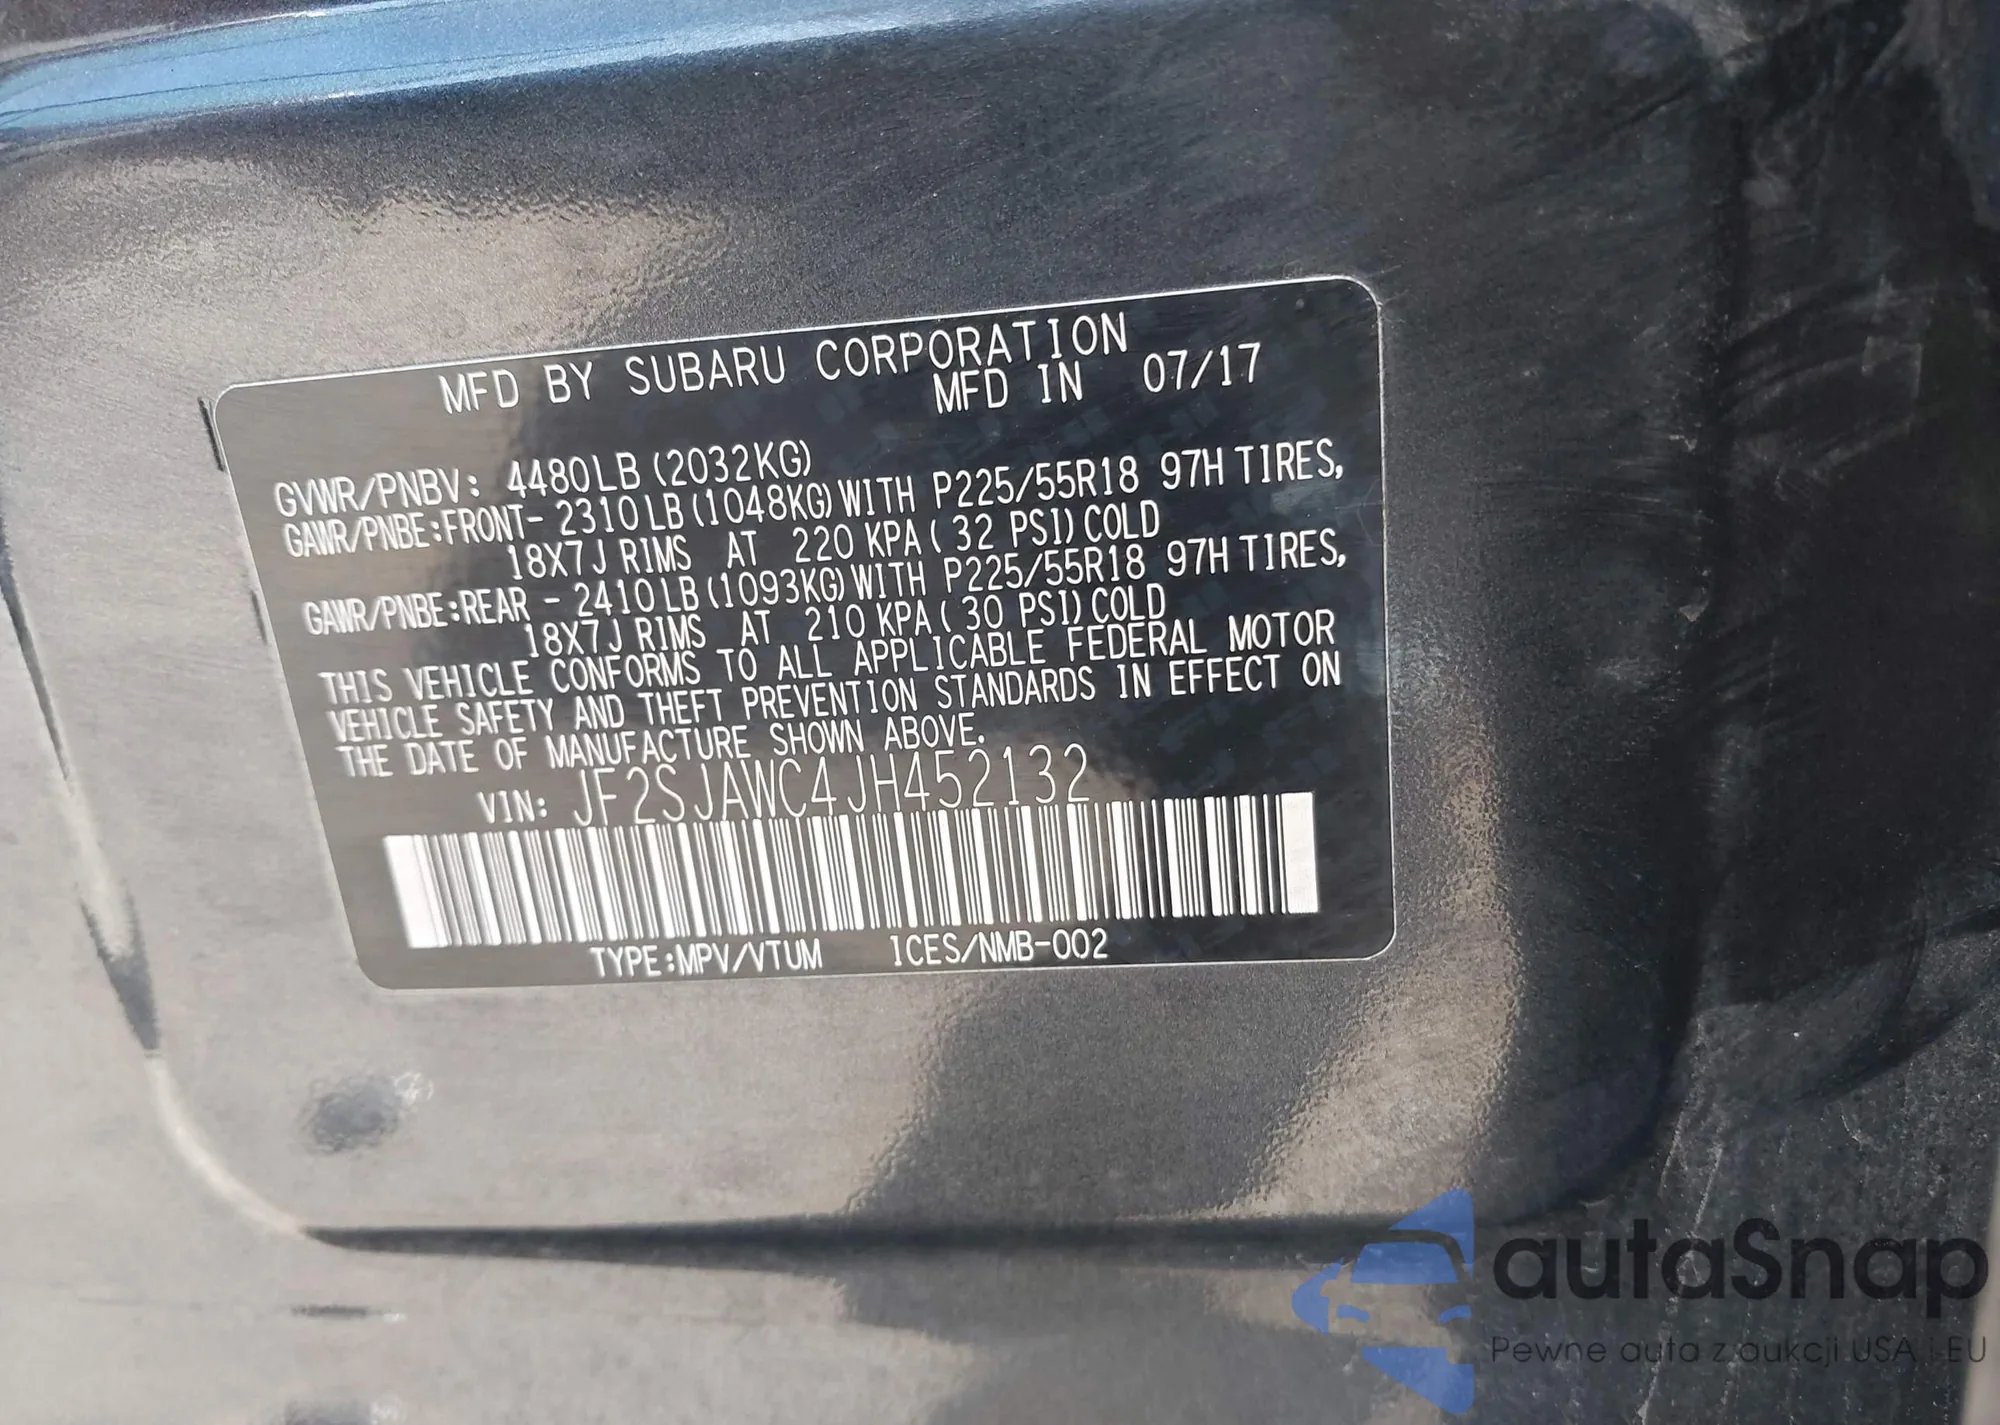 MFD BY SUBARU CORPORATION
MFD IN 07/17
GVWR/PNBV: 4480LB (2032KG)
GAWR/PNBE:FRONT- 2310LB (1048KG) WITH P225/55R18 97H TIRES,
18X7J RIMS AT 220 KPA ( 32 PSI) COLD
GAWR/PNBE:REAR - 2410LB (1093KG) WITH P225/55R18 97H TIRES,
18X7J RIMS AT 210 KPA ( 30 PSI) COLD
THIS VEHICLE CONFORMS TO ALL APPLICABLE FEDERAL MOTOR
VEHICLE SAFETY AND THEFT PREVENTION STANDARDS IN EFFECT ON
THE DATE OF MANUFACTURE SHOWN ABOVE.
VIN: JF2SJAWC4JH452132
TYPE:MPV/VTUM ICES/NMB-002
autaSnap
Pewne auta z aukcji USA i EU